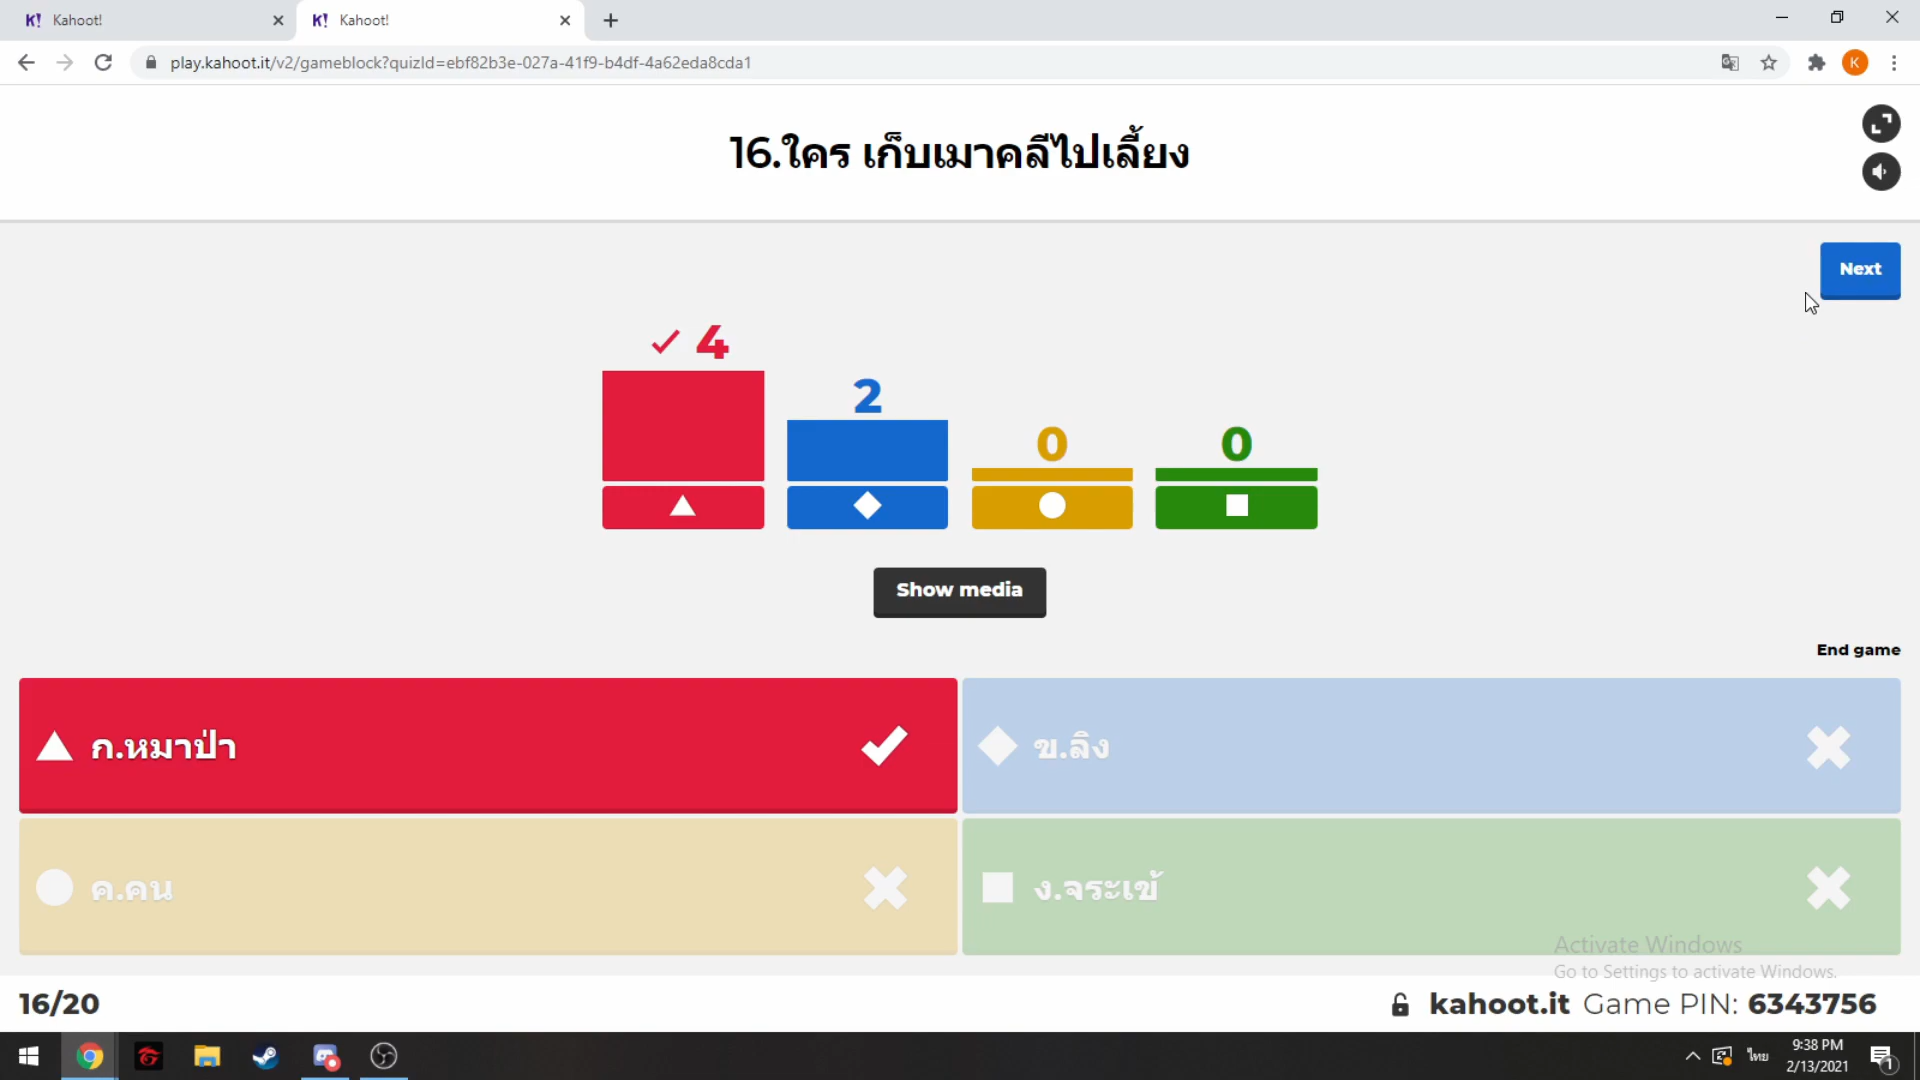 K! Kahoot!
K! Kahoot!
play.kahoot.it/v2/gameblock?quizId=ebf82b3e-027a-41f9-b4df-4a62eda8cda1
K
16.ใคร เก็บเมาคลีไปเลี้ยง
Next
4
2
0
0
Show media
End game
ก.หมาป่า
ข.ลิง
ค.คน
ง.จระเข้
Activate Windows
Go to Settings to activate Windows.
16/20
kahoot.it Game PIN: 6343756
9:38 PM
ไทย
2/13/2021
1